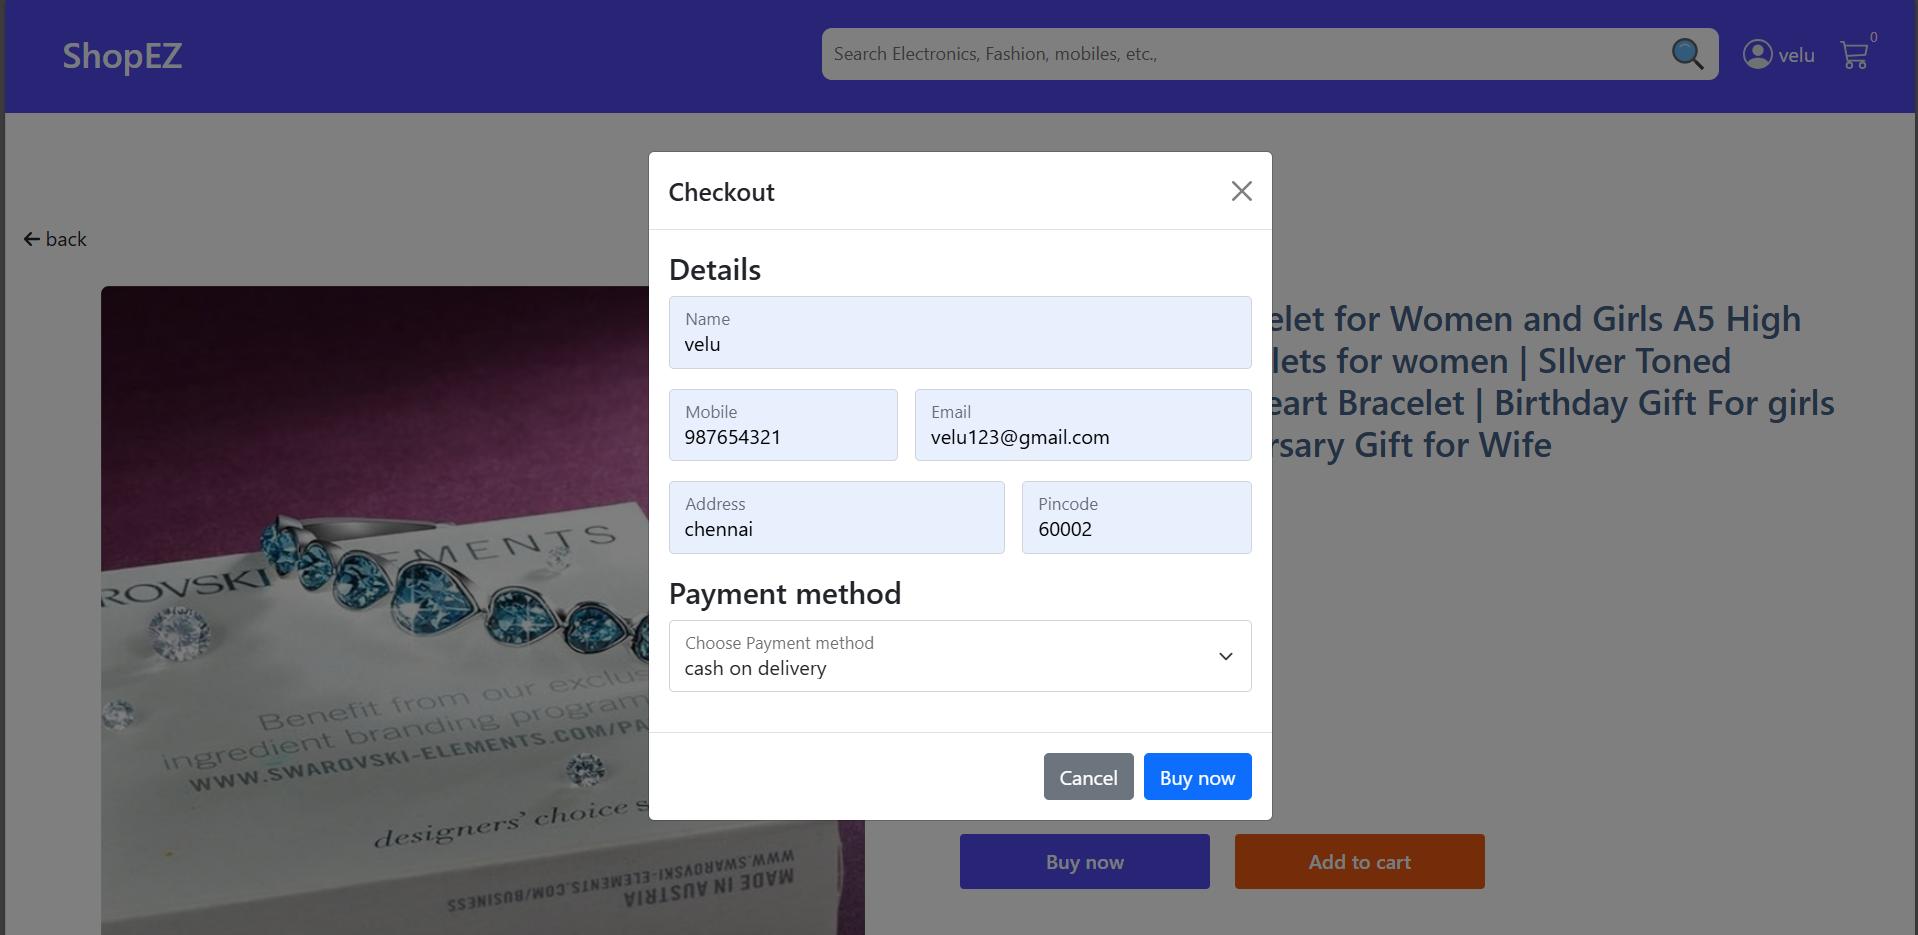 ShopEZ
Search Electronics, Fashion, mobiles, etc.,
velu
0
back
Checkout
Details
Name
velu
Mobile
987654321
Email
velu123@gmail.com
Address
chennai
Pincode
60002
Payment method
Choose Payment method
cash on delivery
Cancel
Buy now
elet for Women and Girls A5 High
lets for women | SIlver Toned
eart Bracelet | Birthday Gift For girls
rsary Gift for Wife
Buy now
Add to cart
ROVSKI ELEMENTS
Benefit from our exclus
ingredient branding program
WWW.SWAROVSKI-ELEMENTS.COM/PA
designers' choice s
WWW.SWAROVSKI-ELEMENTS.COM/BUSINESS
MADE IN AUSTRIA